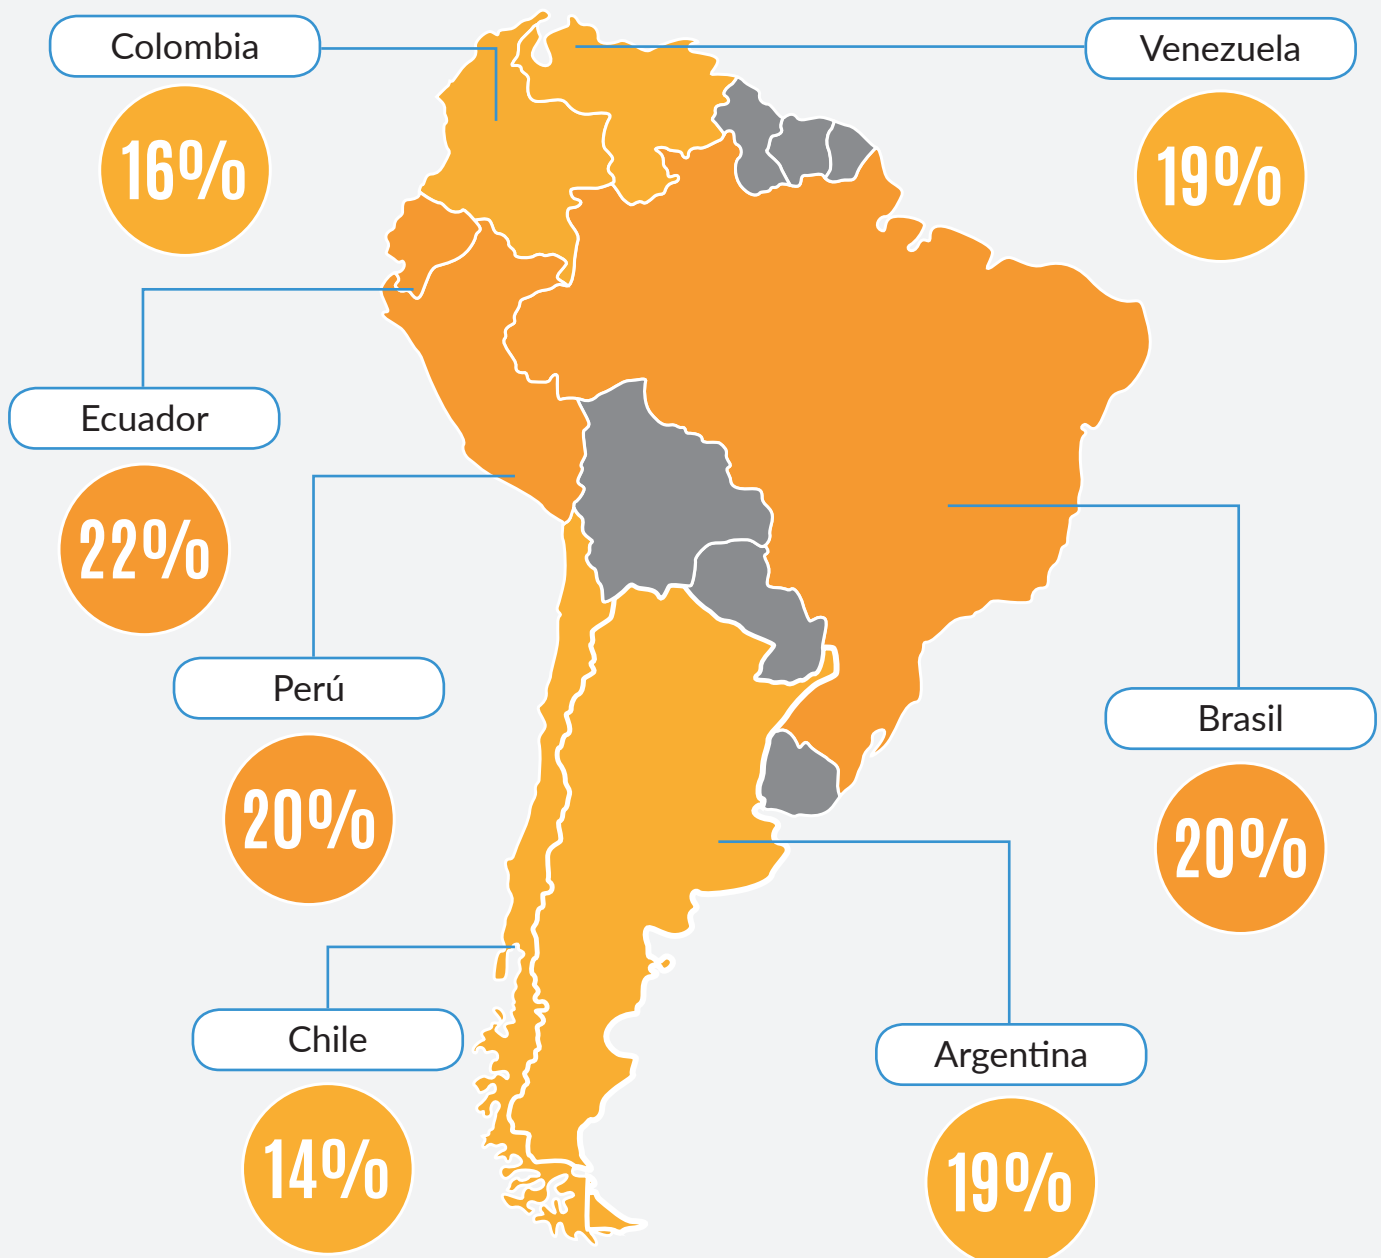 Colombia
16%
Venezuela
19%
Ecuador
22%
Perú
20%
Brasil
20%
Chile
14%
Argentina
19%